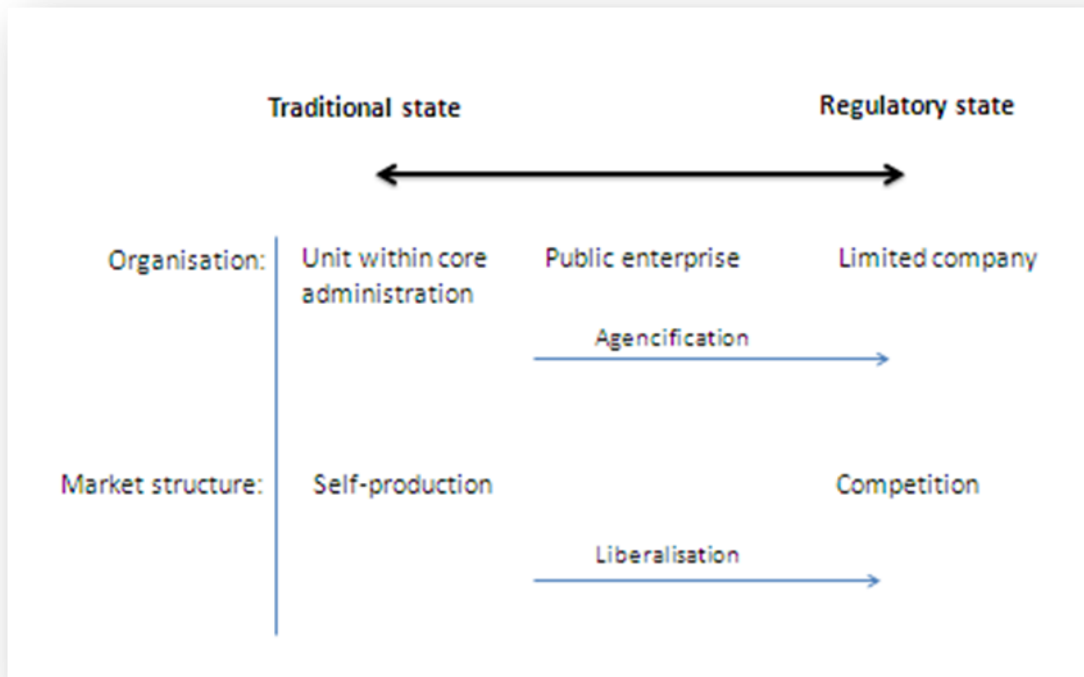 Traditional state
Regulatory state
Organisation:
Unit within core
administration
Public enterprise
Limited company
Agencification
Market structure:
Self-production
Competition
Liberalisation